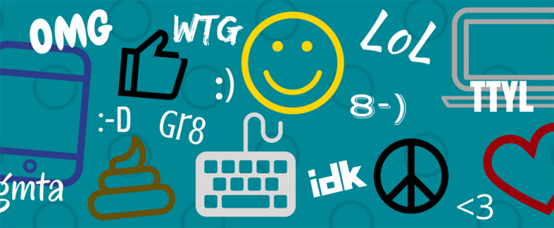 OMG
WTG
LoL
:)
8-)
TTYL
:-D
Gr8
gmta
idk
<3